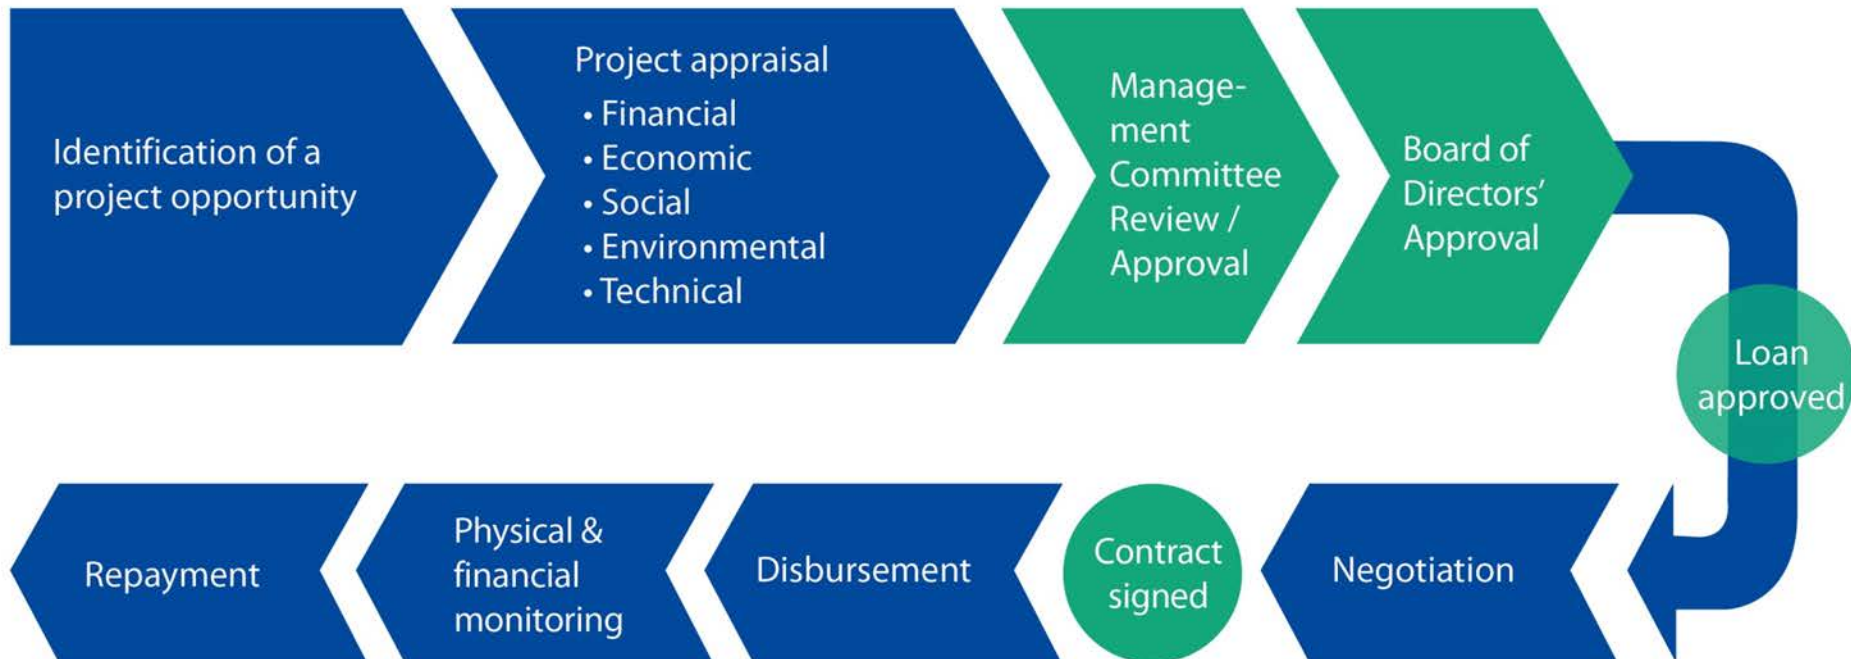 Identification of a
project opportunity
Project appraisal
• Financial
• Economic
• Social
• Environmental
• Technical
Manage-
ment
Committee
Review /
Approval
Board of
Directors’
Approval
Loan
approved
Negotiation
Contract
signed
Disbursement
Physical &
financial
monitoring
Repayment